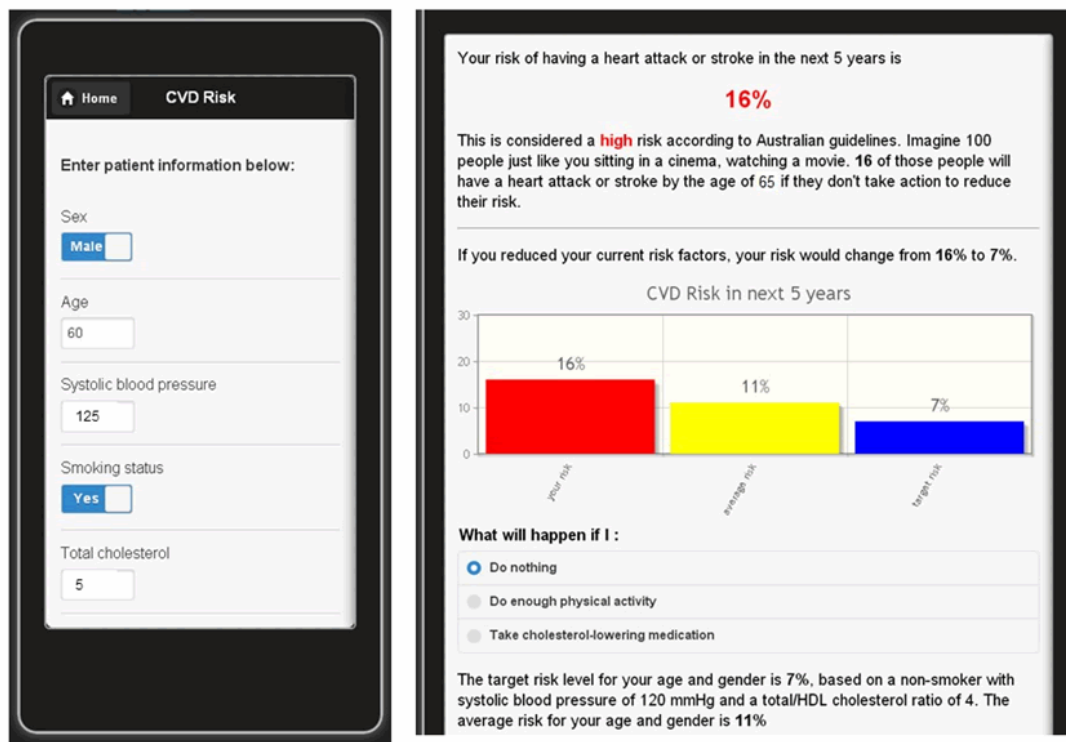 Home
CVD Risk
Enter patient information below:
Sex
Male
Age
60
Systolic blood pressure
125
Smoking status
Yes
Total cholesterol
5
Your risk of having a heart attack or stroke in the next 5 years is
16%
This is considered a high risk according to Australian guidelines. Imagine 100
people just like you sitting in a cinema, watching a movie. 16 of those people will
have a heart attack or stroke by the age of 65 if they don't take action to reduce
their risk.
If you reduced your current risk factors, your risk would change from 16% to 7%.
CVD Risk in next 5 years
30
20
10
0
16%
11%
7%
your risk
average risk
target risk
What will happen if I :
Do nothing
Do enough physical activity
Take cholesterol-lowering medication
The target risk level for your age and gender is 7%, based on a non-smoker with
systolic blood pressure of 120 mmHg and a total/HDL cholesterol ratio of 4. The
average risk for your age and gender is 11%